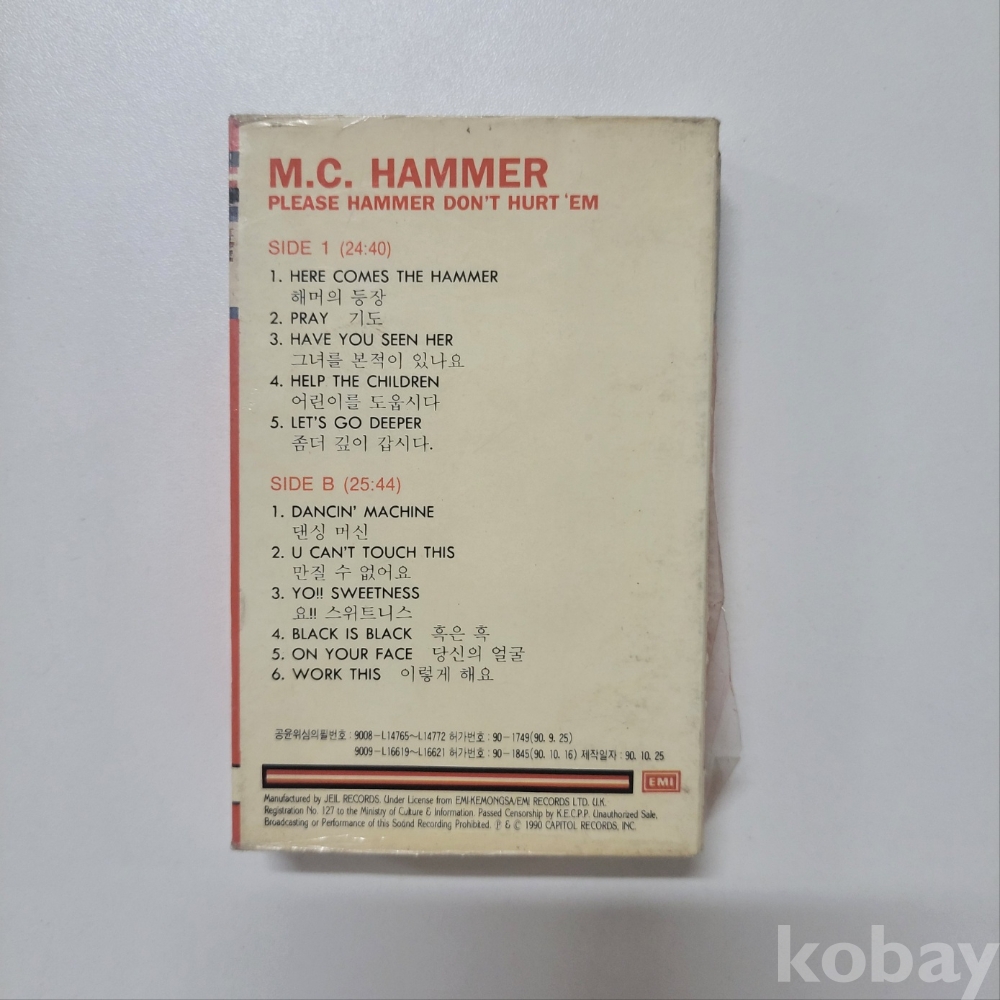 M.C. HAMMER
PLEASE HAMMER DON'T HURT 'EM
SIDE 1 (24:40)
1. HERE COMES THE HAMMER
해머의 등장
2. PRAY 기도
3. HAVE YOU SEEN HER
그녀를 본적이 있나요
4. HELP THE CHILDREN
어린이를 도웁시다
5. LET'S GO DEEPER
좀더 깊이 갑시다.
SIDE B (25:44)
1. DANCIN' MACHINE
댄싱 머신
2. U CAN'T TOUCH THIS
만질 수 없어요
3. YO!! SWEETNESS
요!! 스위트니스
4. BLACK IS BLACK 흑은 흑
5. ON YOUR FACE 당신의 얼굴
6. WORK THIS 이렇게 해요
공윤위심의필번호 : 9008-L14765~L14772 허가번호 : 90-1749(90. 9. 25)
9009-L16619~L16621 허가번호 : 90-1845(90. 10. 16) 제작일자 : 90. 10. 25
EMI
Manufactured by JEIL RECORDS. Under License from EMI-KEMONGSA/EMI RECORDS LTD. U.K.
Registration No. 127 to the Ministry of Culture & Information. Passed Censorship by K.E.C.P.P. Unauthorized Sale,
Broadcasting or Performance of this Sound Recording Prohibited. ℗ & © 1990 CAPITOL RECORDS, INC.
kobay